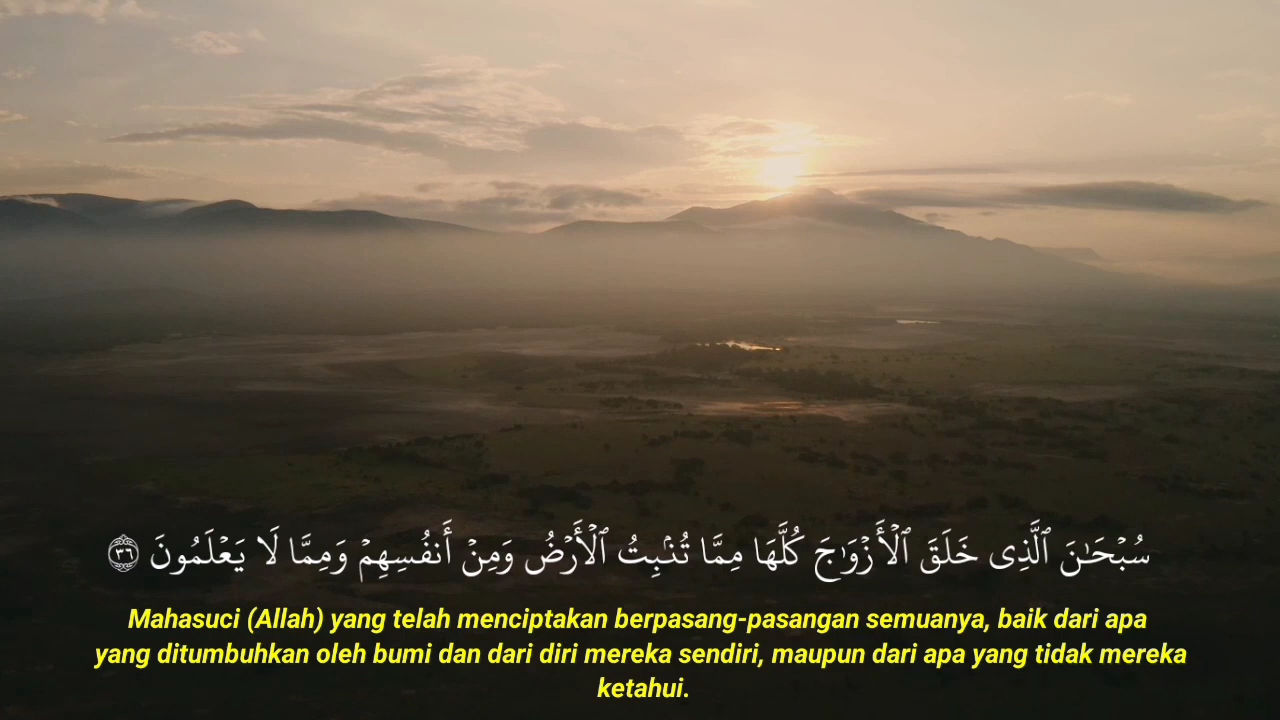 سُبْحَـٰنَ ٱلَّذِى خَلَقَ ٱلْأَزْوَٰجَ كُلَّهَا مِمَّا تُنۢبِتُ ٱلْأَرْضُ وَمِنْ أَنفُسِهِمْ وَمِمَّا لَا يَعْلَمُونَ ٣٦
Mahasuci (Allah) yang telah menciptakan berpasang-pasangan semuanya, baik dari apa
yang ditumbuhkan oleh bumi dan dari diri mereka sendiri, maupun dari apa yang tidak mereka
ketahui.